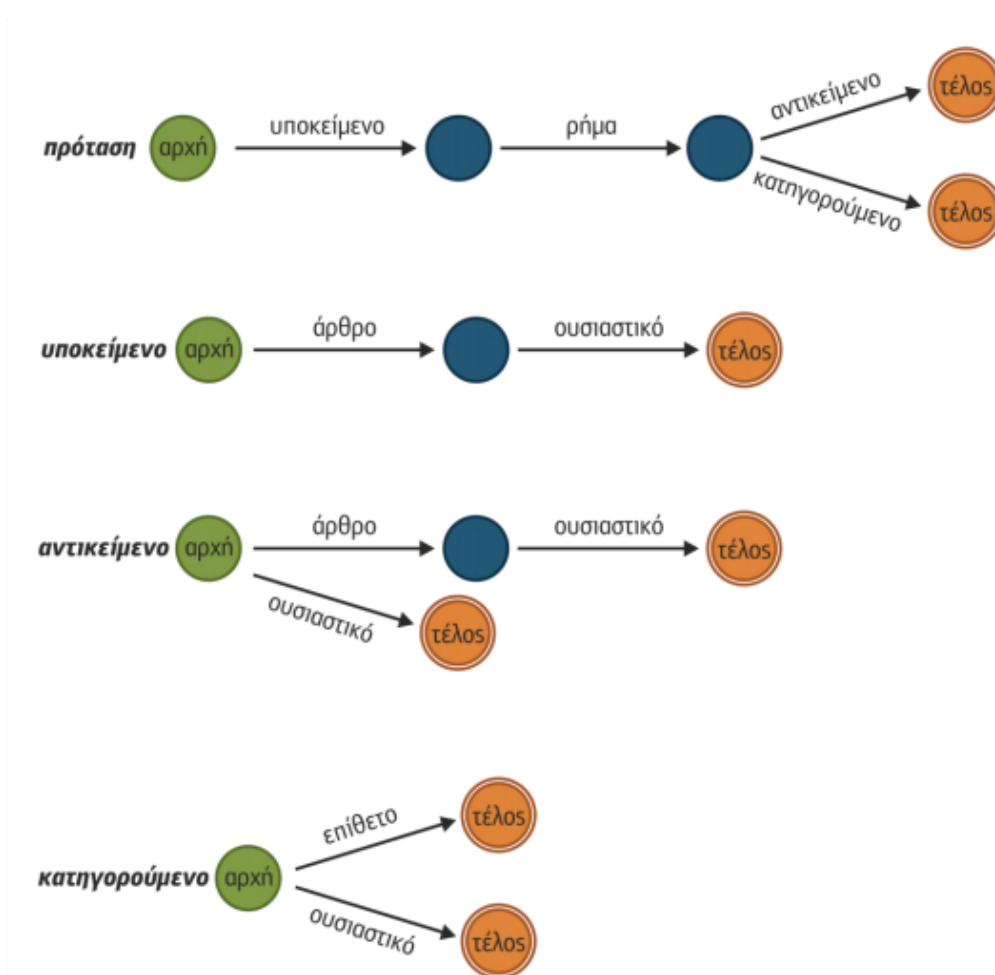 αντικείμενο τέλος
πρόταση αρχή υποκείμενο ρήμα
κατηγορούμενο τέλος
υποκείμενο αρχή άρθρο ουσιαστικό τέλος
αντικείμενο αρχή άρθρο ουσιαστικό τέλος
ουσιαστικό τέλος
επίθετο τέλος
κατηγορούμενο αρχή
ουσιαστικό τέλος